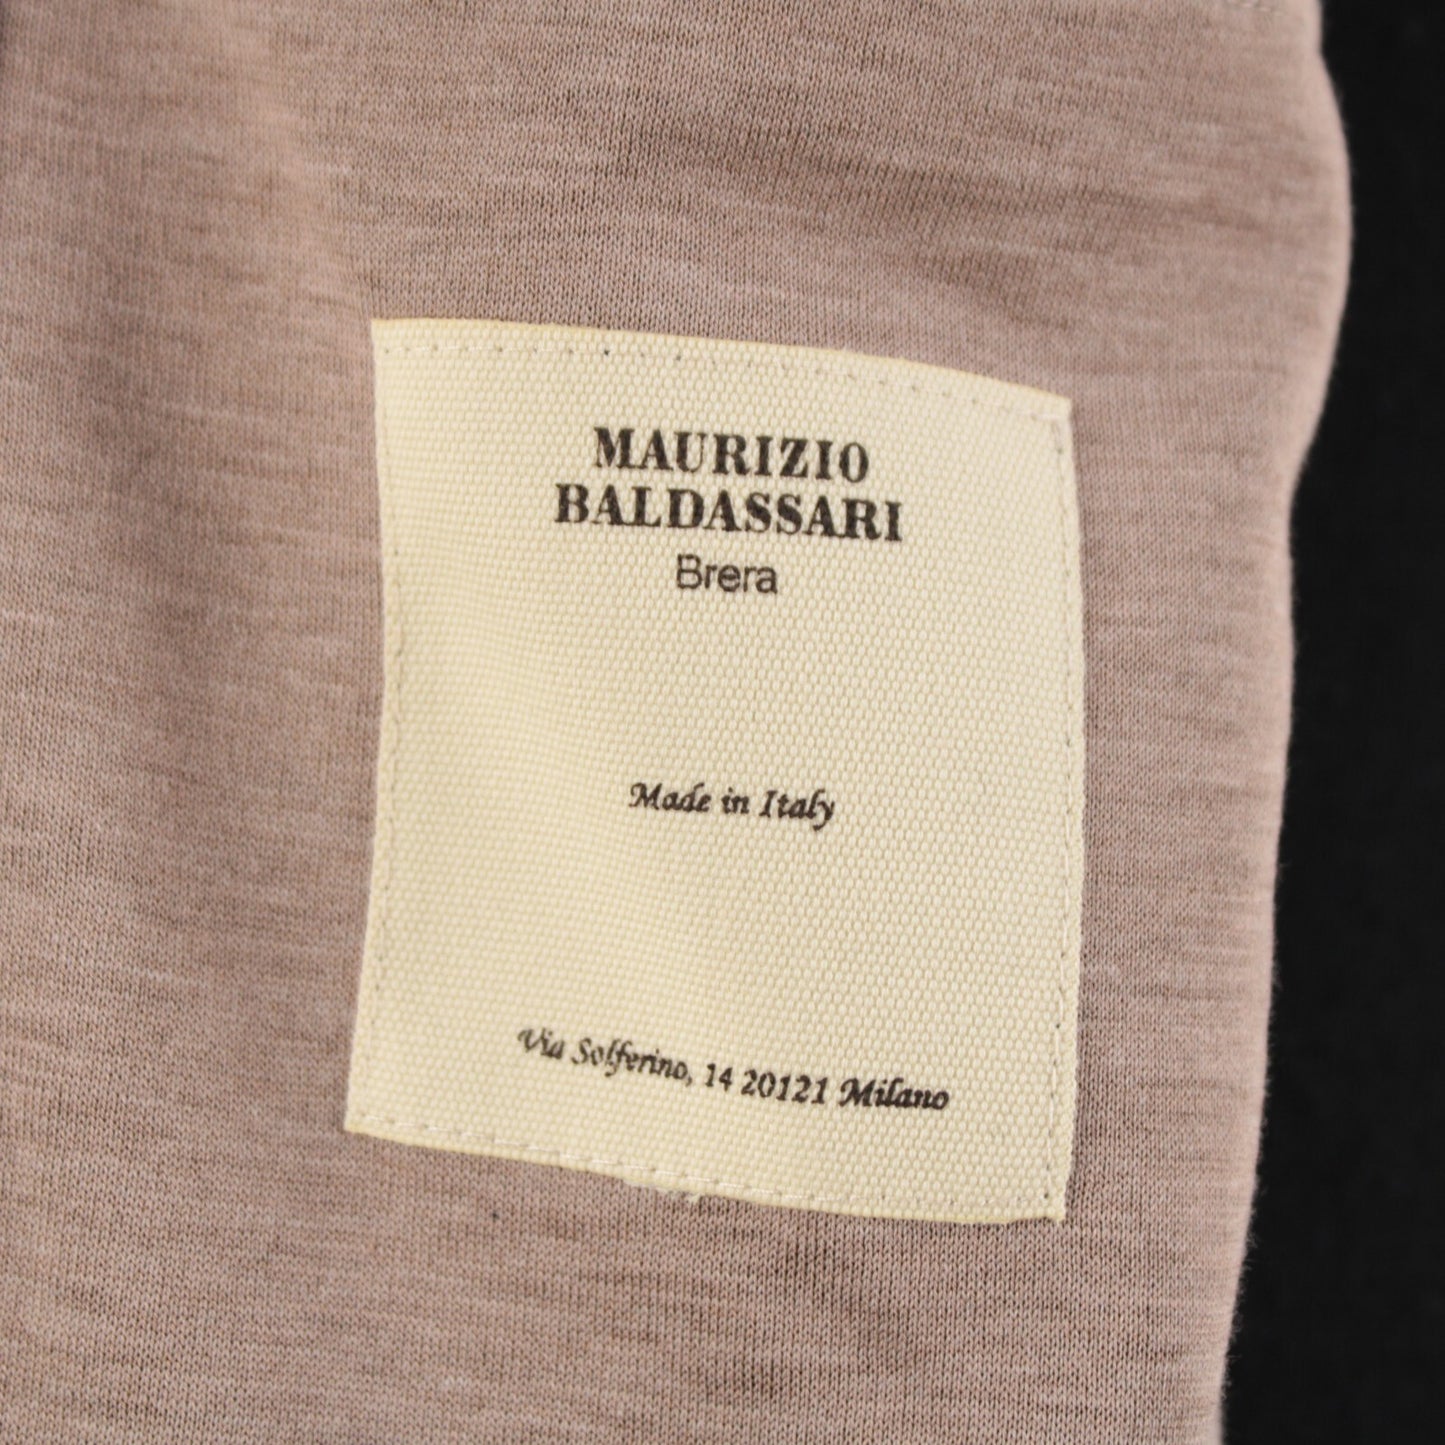 MAURIZIO
BALDASSARI
Brera
Made in Italy
Via Solferino, 14 20121 Milano